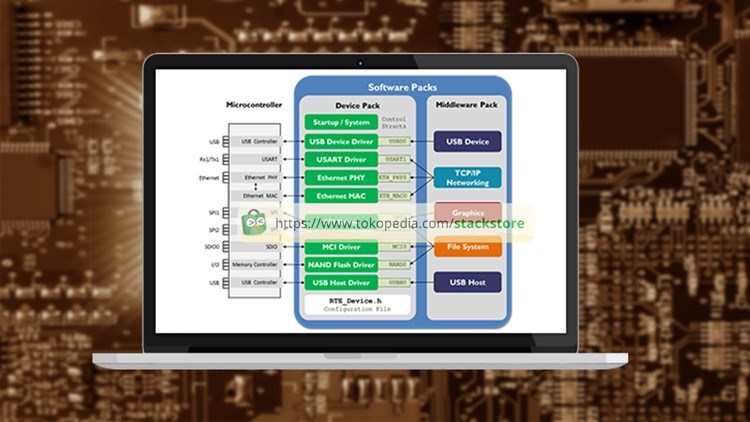 Software Packs
Microcontroller
Device Pack
Middleware Pack
Startup / System
Control
Structs
USB
USB Controller
USB Device Driver
USBD0
USB Device
Rx1/Tx1
USART
USART Driver
USART1
Ethernet
Ethernet PHY
Ethernet PHY
ETH_PHY0
TCP/IP
Networking
Ethernet MAC
Ethernet MAC
ETH_MAC0
SPI1
SPI
Graphics
https://www.tokopedia.com/stackstore
SPI2
SDIO0
SDIO
MCI Driver
MCI0
File System
I/O
Memory Controller
NAND Flash Driver
NAND0
USB
USB Controller
USB Host Driver
USBH0
USB Host
RTE_Device.h
Configuration File